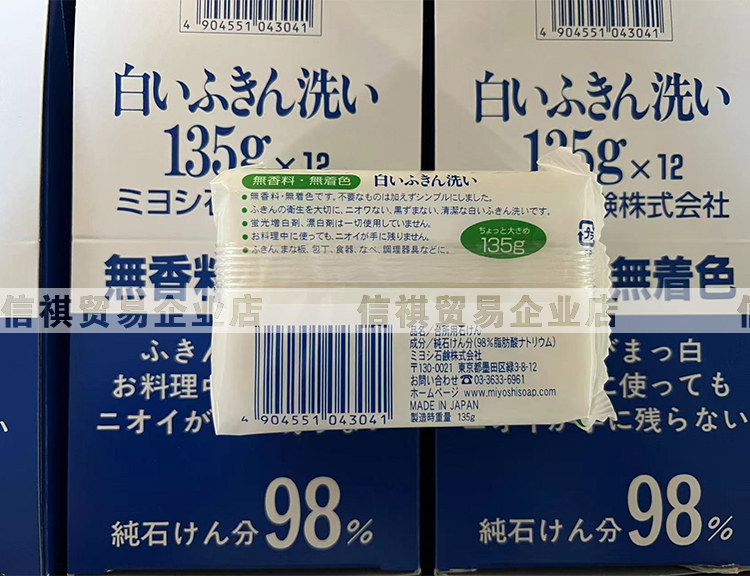 4 904551 043041
白いふきん洗い
135g×12
ミヨシ石
無香料
ふきん
お料理中
ニオイが
純石けん分98%
4 904551 043041
白いふきん洗い
135g×12
鹸株式会社
無着色
どまっ白
に使っても
手に残らない
純石けん分98%
無香料・無着色 白いふきん洗い
●無香料・無着色です。不要なものは加えずシンプルにしました。
●ふきんの衛生を大切に、ニオわない、黒ずまない、清潔な白いふきん洗いです。
●蛍光増白剤、漂白剤は一切使用していません。
●お料理中に使っても、ニオイが手に残りません。
●ふきん、まな板、包丁、食器、なべ、調理器具などに。
ちょっと大きめ
135g
プラ
品名/台所用石けん
成分/純石けん分(98%脂肪酸ナトリウム)
ミヨシ石鹸株式会社
〒130-0021 東京都墨田区緑3-8-12
お問い合わせ☎03-3633-6961
ホームページ www.miyoshisoap.com
MADE IN JAPAN
製造時重量 135g
4 904551 043041
信祺贸易企业店
信祺贸易企业店
信